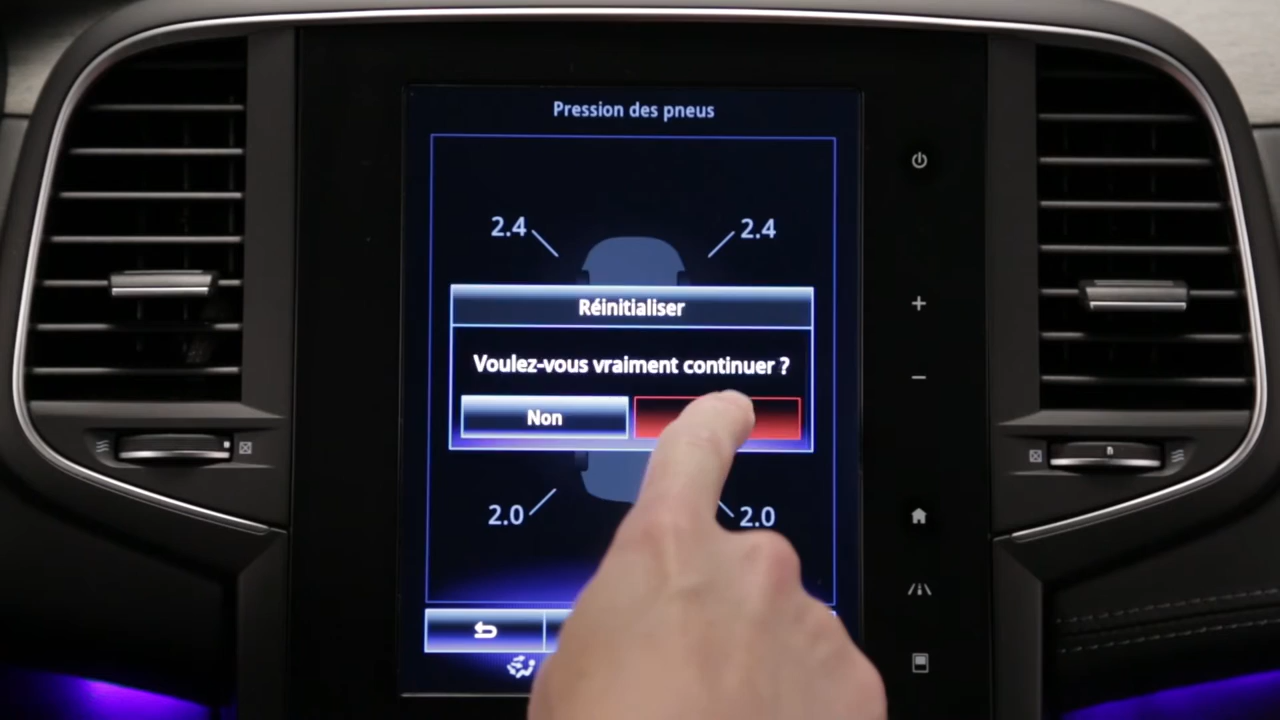 Pression des pneus
2.4
2.4
Réinitialiser
Voulez-vous vraiment continuer ?
Non
2.0
2.0